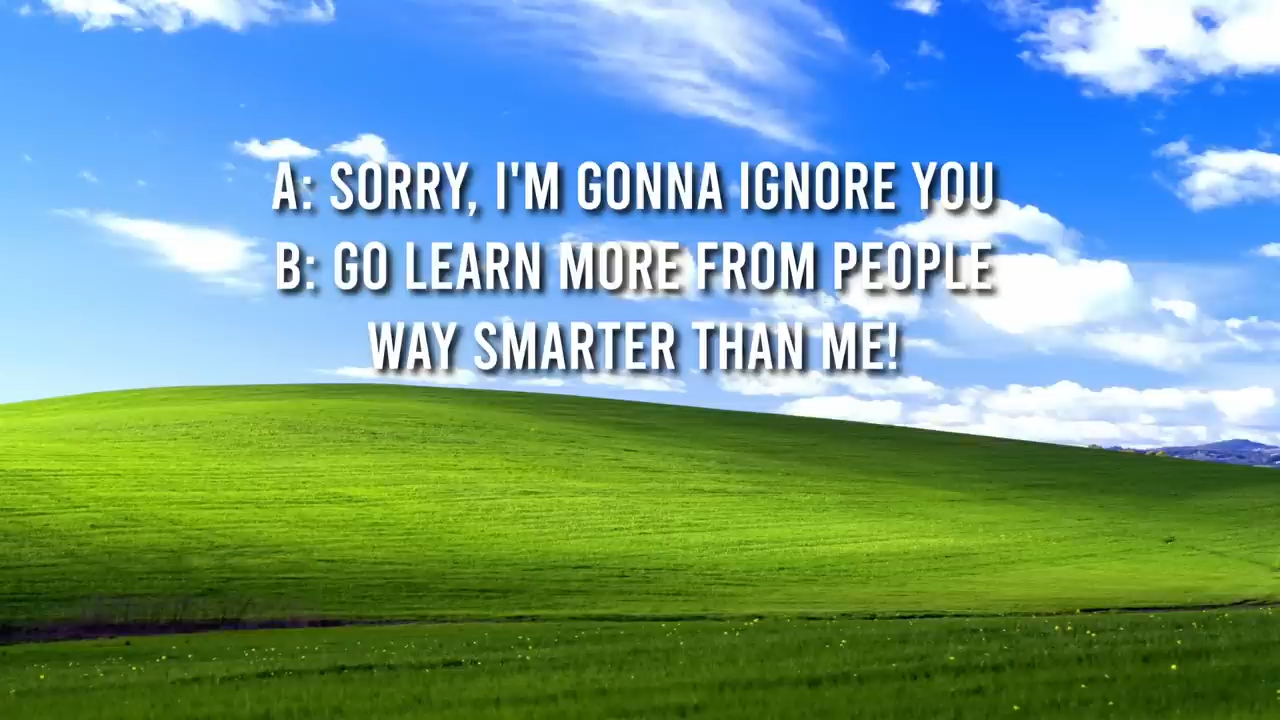 A: SORRY, I'M GONNA IGNORE YOU
B: GO LEARN MORE FROM PEOPLE
WAY SMARTER THAN ME!